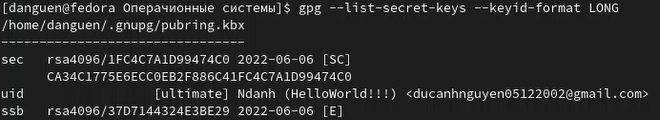 [danguen@fedora Операчионные системы]$ gpg --list-secret-keys --keyid-format LONG
/home/danguen/.gnupg/pubring.kbx
--------------------------------
sec   rsa4096/1FC4C7A1D99474C0 2022-06-06 [SC]
      CA34C1775E6ECC0EB2F886C41FC4C7A1D99474C0
uid                 [ultimate] Ndanh (HelloWorld!!!) <ducanhnguyen05122002@gmail.com>
ssb   rsa4096/37D7144324E3BE29 2022-06-06 [E]